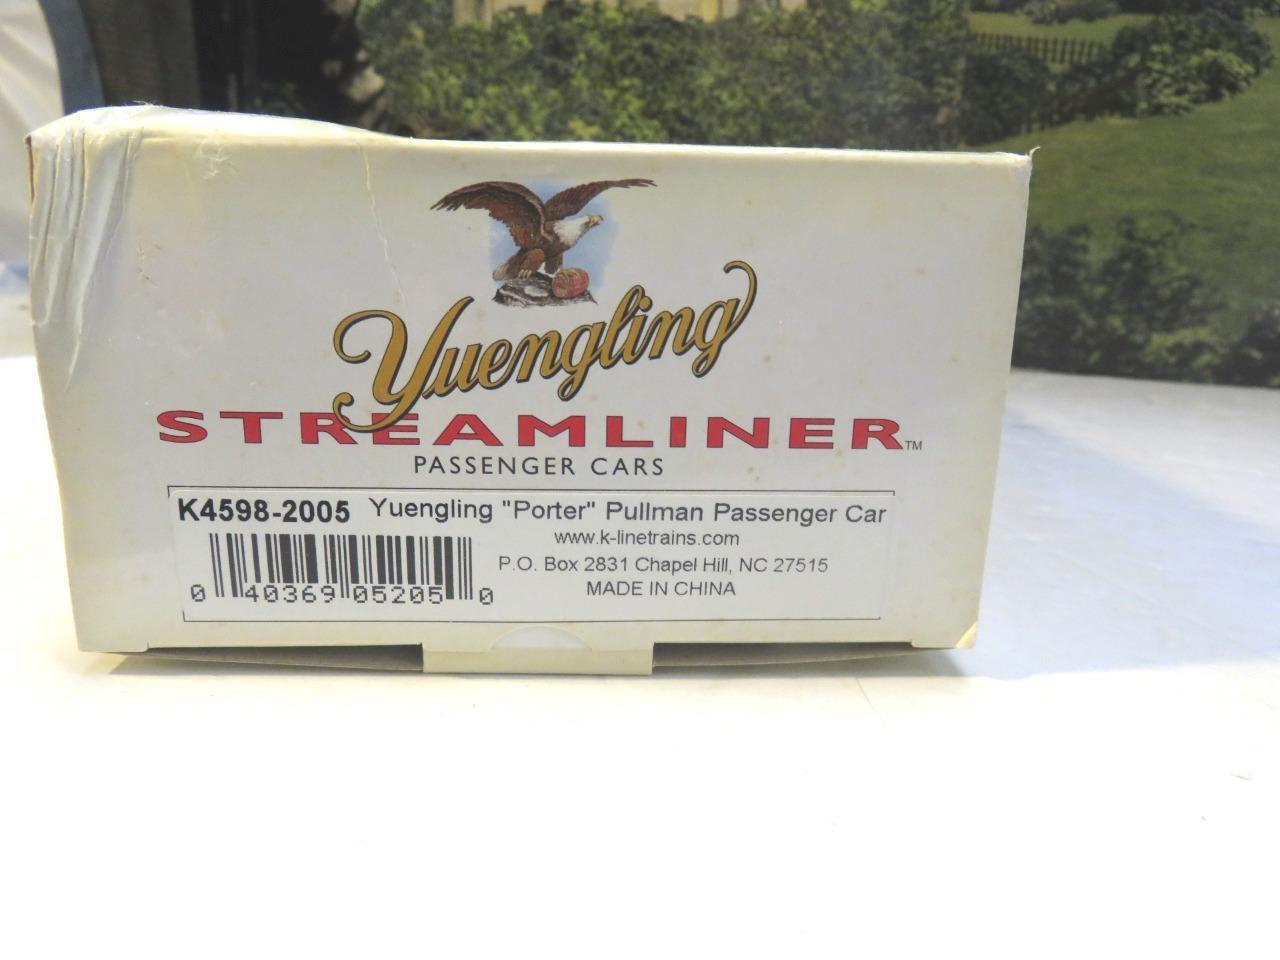 Yuengling
STREAMLINER™
PASSENGER CARS
K4598-2005 Yuengling "Porter" Pullman Passenger Car
www.k-linetrains.com
P.O. Box 2831 Chapel Hill, NC 27515
MADE IN CHINA
0 40369 05205 0